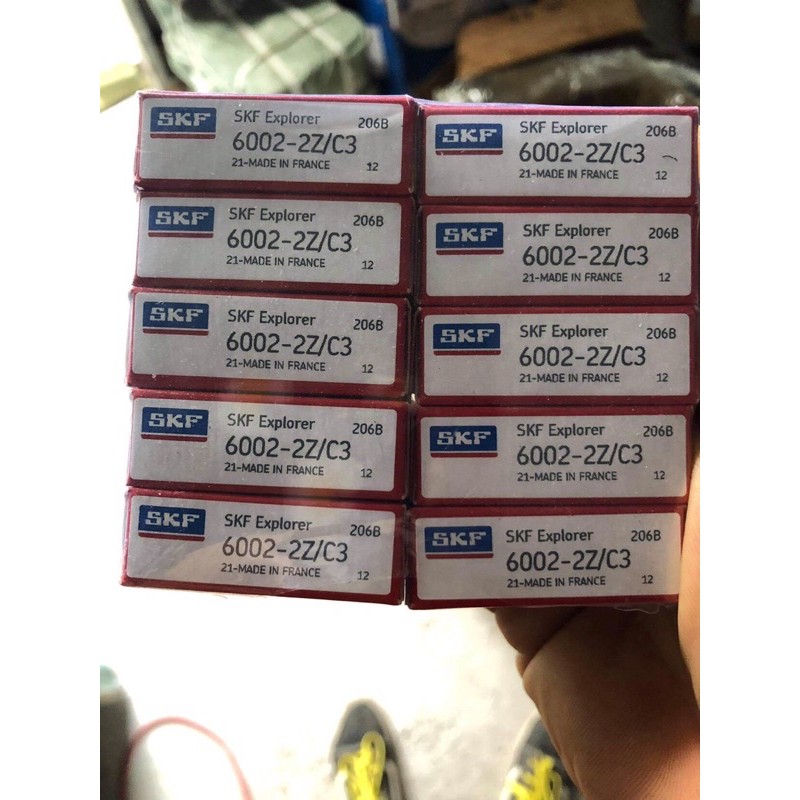 SKF SKF Explorer 206B
6002-2Z/C3
21-MADE IN FRANCE 12
SKF SKF Explorer 206B
6002-2Z/C3
21-MADE IN FRANCE 12
SKF SKF Explorer 206B
6002-2Z/C3
21-MADE IN FRANCE 12
SKF SKF Explorer 206B
6002-2Z/C3
21-MADE IN FRANCE 12
SKF SKF Explorer 206B
6002-2Z/C3
21-MADE IN FRANCE 12
SKF SKF Explorer 206B
6002-2Z/C3
21-MADE IN FRANCE 12
SKF SKF Explorer 206B
6002-2Z/C3
21-MADE IN FRANCE 12
SKF SKF Explorer 206B
6002-2Z/C3
21-MADE IN FRANCE 12
SKF SKF Explorer 206B
6002-2Z/C3
21-MADE IN FRANCE 12
SKF SKF Explorer 206B
6002-2Z/C3
21-MADE IN FRANCE 12